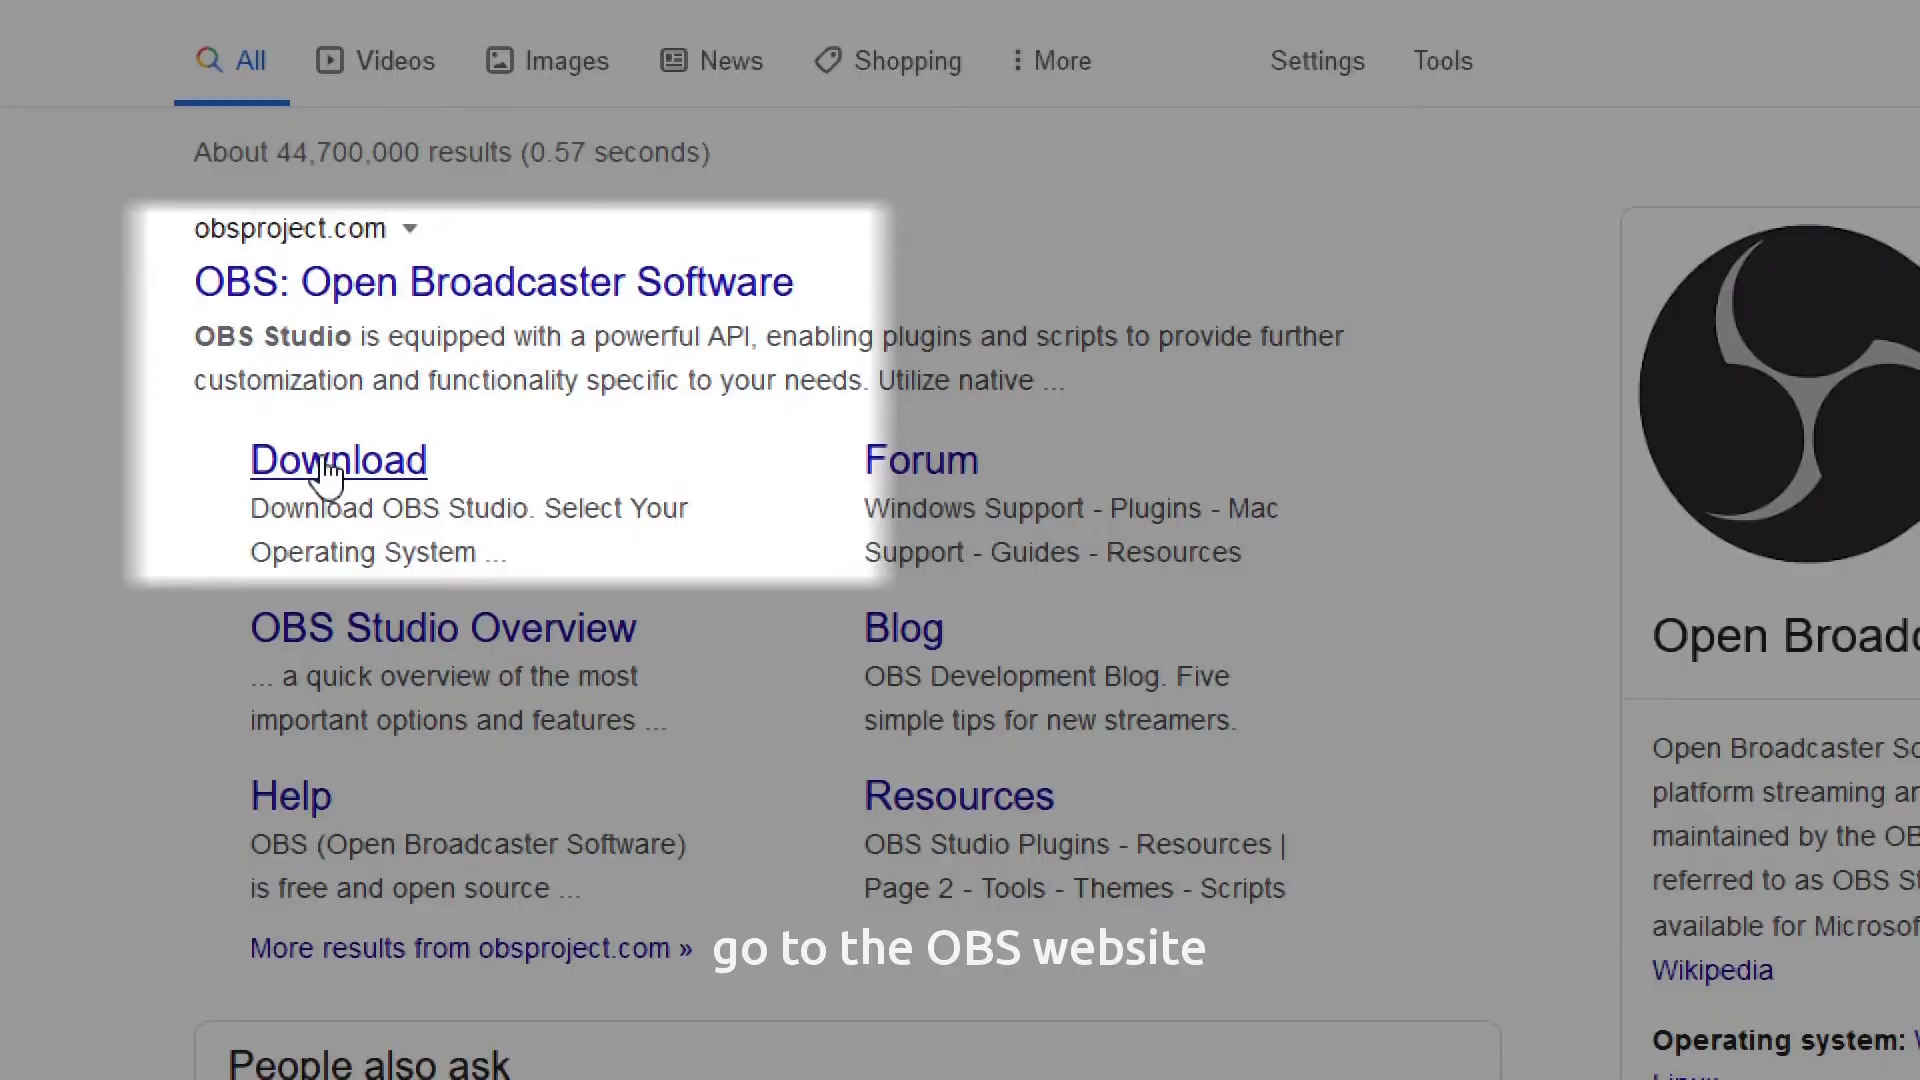 All Videos Images News Shopping More Settings Tools
About 44,700,000 results (0.57 seconds)
obsproject.com
OBS: Open Broadcaster Software
OBS Studio is equipped with a powerful API, enabling plugins and scripts to provide further
customization and functionality specific to your needs. Utilize native ...
Download
Download OBS Studio. Select Your
Operating System ...
Forum
Windows Support - Plugins - Mac
Support - Guides - Resources
OBS Studio Overview
... a quick overview of the most
important options and features ...
Blog
OBS Development Blog. Five
simple tips for new streamers.
Help
OBS (Open Broadcaster Software)
is free and open source ...
Resources
OBS Studio Plugins - Resources |
Page 2 - Tools - Themes - Scripts
More results from obsproject.com »
go to the OBS website
People also ask
Open Broadc
Open Broadcaster So
platform streaming an
maintained by the OB
referred to as OBS St
available for Microsof
Wikipedia
Operating system: